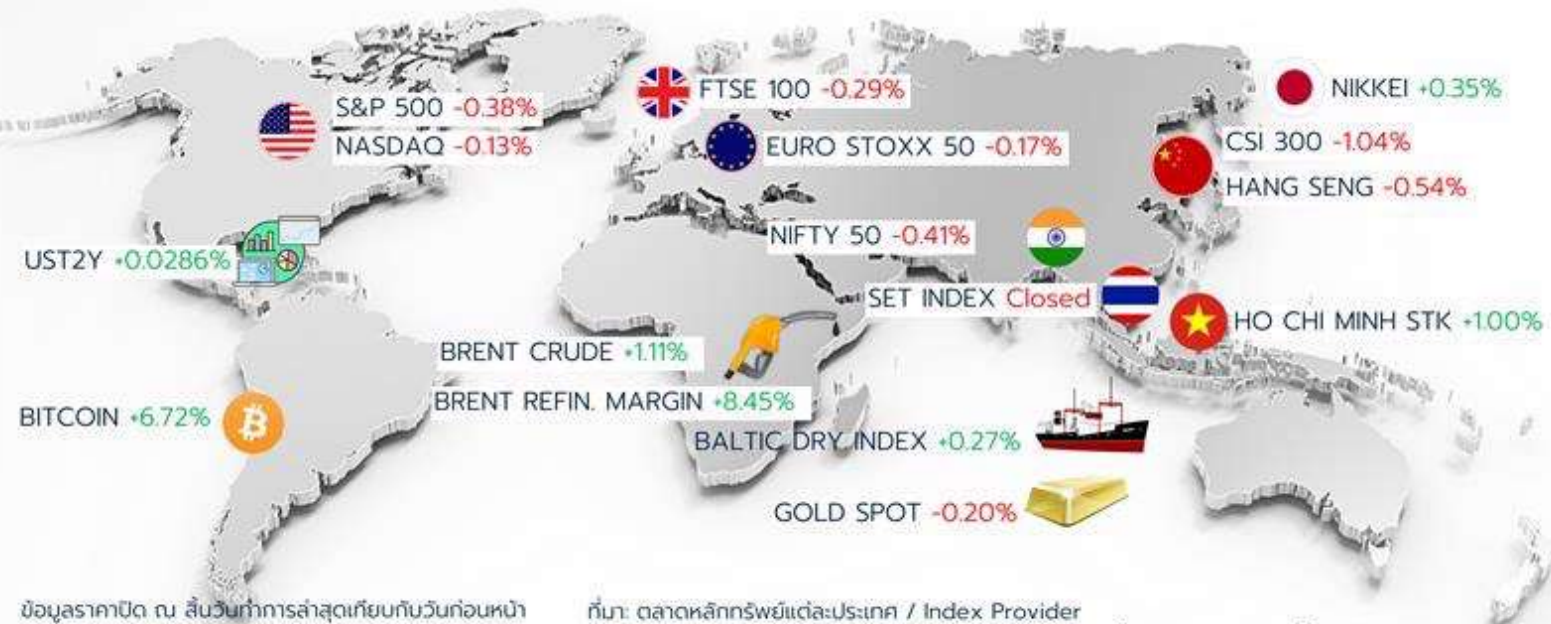 S&P 500 -0.38%
NASDAQ -0.13%
FTSE 100 -0.29%
EURO STOXX 50 -0.17%
NIKKEI +0.35%
CSI 300 -1.04%
HANG SENG -0.54%
UST2Y +0.0286%
NIFTY 50 -0.41%
SET INDEX Closed
HO CHI MINH STK +1.00%
BRENT CRUDE +1.11%
BRENT REFIN. MARGIN +8.45%
BITCOIN +6.72%
BALTIC DRY INDEX +0.27%
GOLD SPOT -0.20%
ข้อมูลราคาปิด ณ สิ้นวันทำการล่าสุดเทียบกับวันก่อนหน้า
ที่มา: ตลาดหลักทรัพย์แต่ละประเทศ / Index Provider